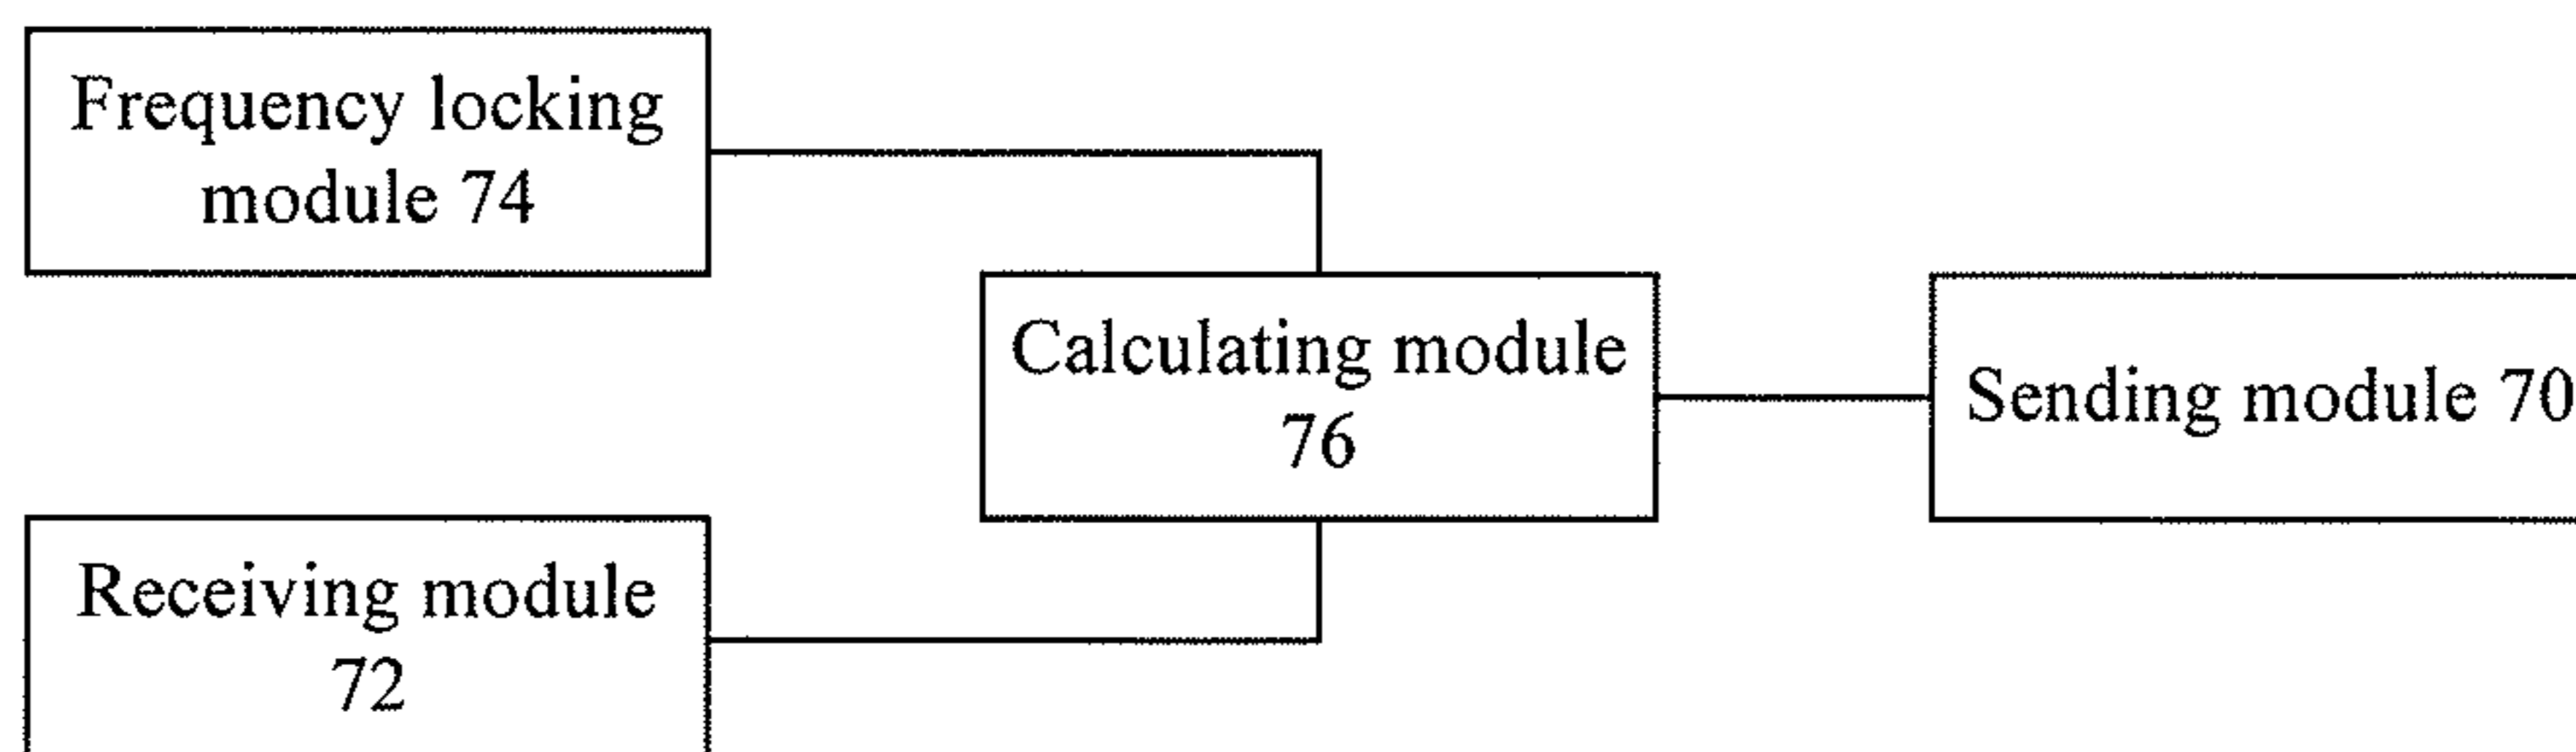 Frequency locking
module 74
Calculating module
76
Sending module 70
Receiving module
72